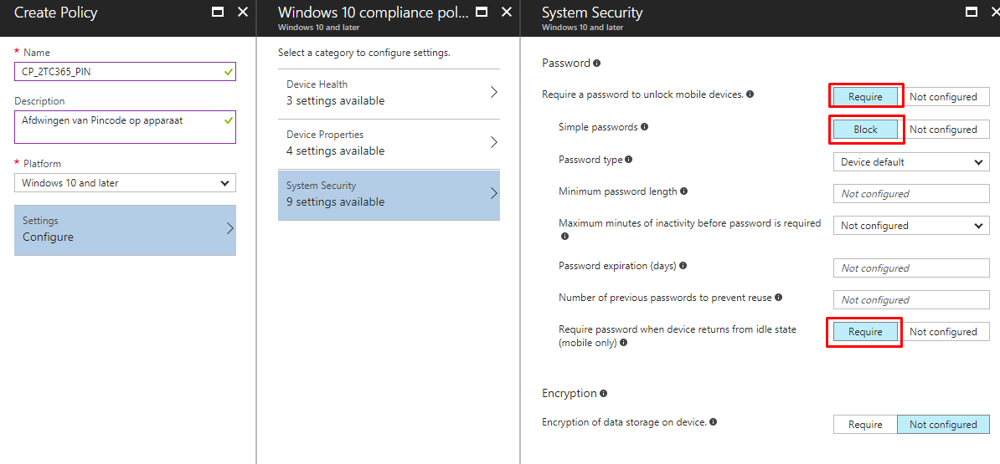 Create Policy
* Name
CP_2TC365_PIN
Description
Afdwingen van Pincode op apparaat
* Platform
Windows 10 and later
Settings
Configure
Windows 10 compliance pol...
Windows 10 and later
Select a category to configure settings.
Device Health
3 settings available
Device Properties
4 settings available
System Security
9 settings available
System Security
Windows 10 and later
Password
Require a password to unlock mobile devices.
Require
Not configured
Simple passwords
Block
Not configured
Password type
Device default
Minimum password length
Not configured
Maximum minutes of inactivity before password is required
Not configured
Password expiration (days)
Not configured
Number of previous passwords to prevent reuse
Not configured
Require password when device returns from idle state
(mobile only)
Require
Not configured
Encryption
Encryption of data storage on device.
Require
Not configured